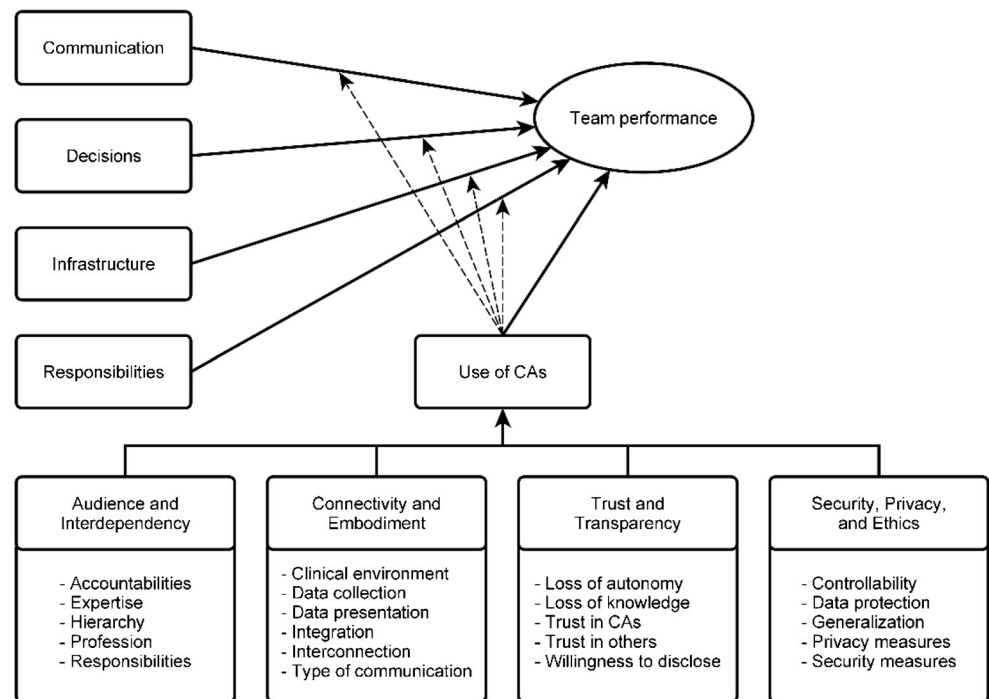 Communication
Team performance
Decisions
Infrastructure
Responsibilities
Use of CAs
Audience and
Interdependency
- Accountabilities
- Expertise
- Hierarchy
- Profession
- Responsibilities
Connectivity and
Embodiment
- Clinical environment
- Data collection
- Data presentation
- Integration
- Interconnection
- Type of communication
Trust and
Transparency
- Loss of autonomy
- Loss of knowledge
- Trust in CAs
- Trust in others
- Willingness to disclose
Security, Privacy,
and Ethics
- Controllability
- Data protection
- Generalization
- Privacy measures
- Security measures